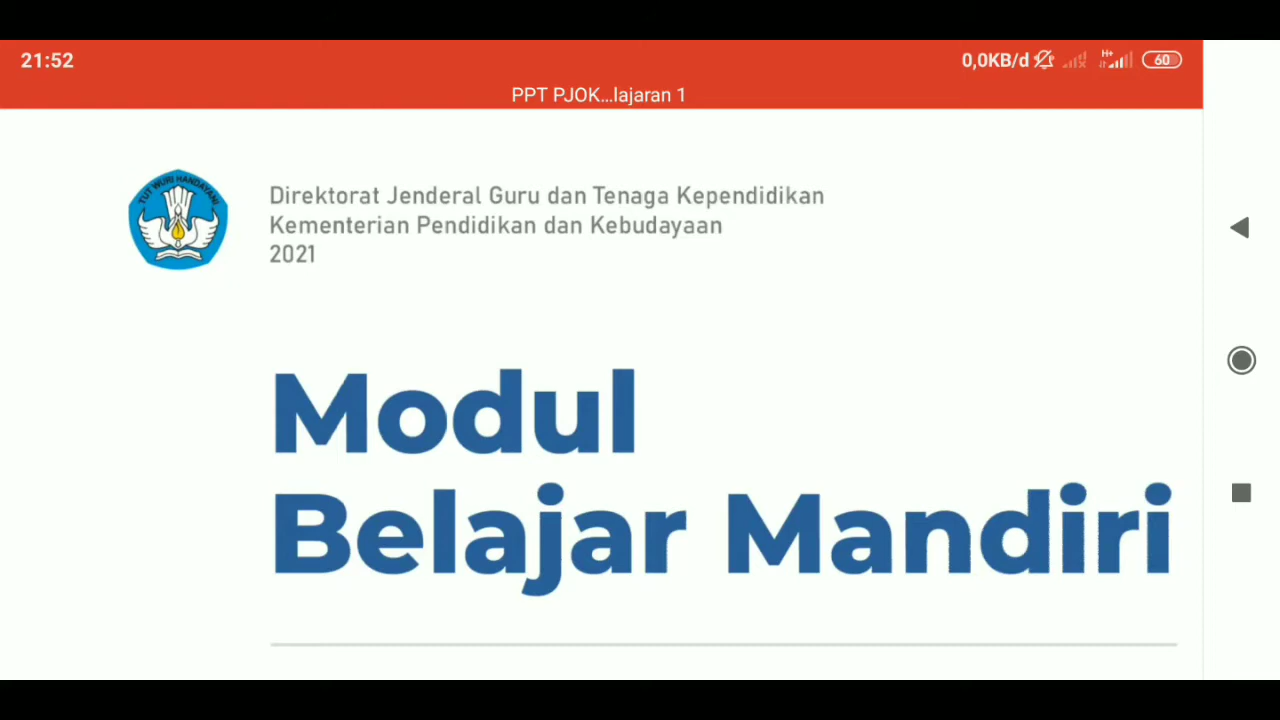 21:52
0,0KB/d
H+
60
PPT PJOK...lajaran 1
TUT WURI HANDAYANI
Direktorat Jenderal Guru dan Tenaga Kependidikan
Kementerian Pendidikan dan Kebudayaan
2021
Modul
Belajar Mandiri